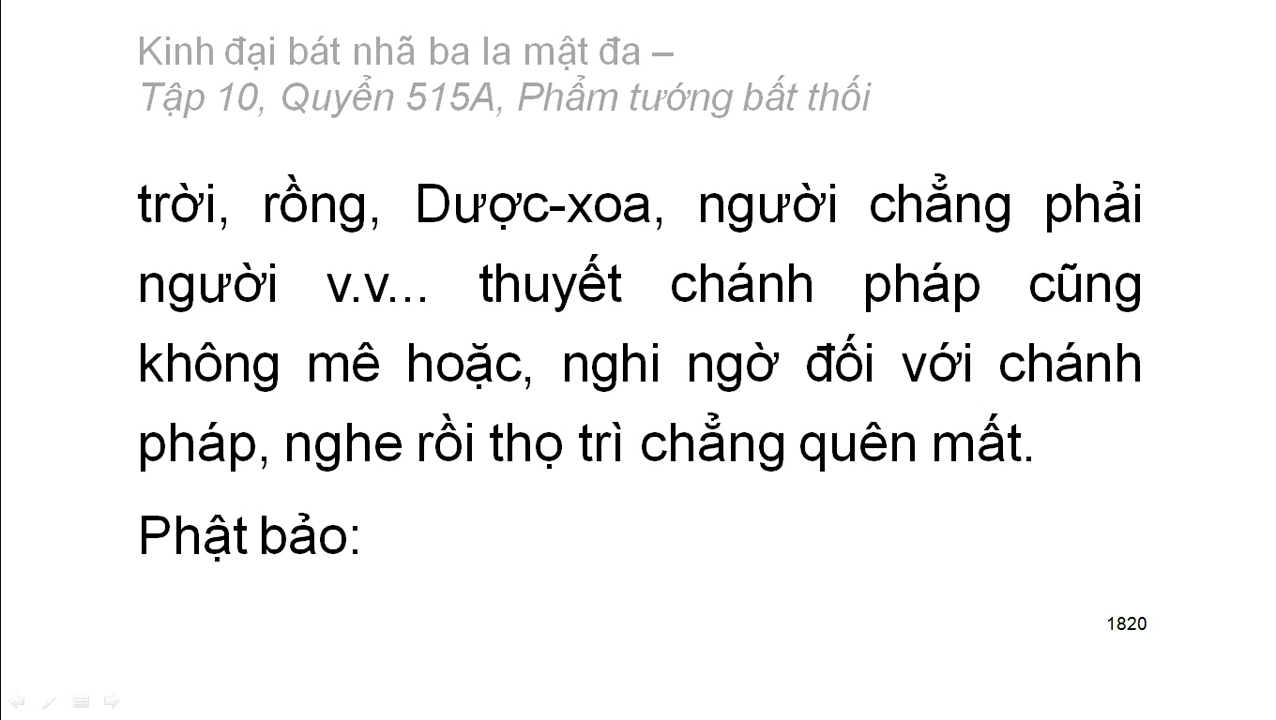 Kinh đại bát nhã ba la mật đa –
Tập 10, Quyển 515A, Phẩm tướng bất thối
trời, rồng, Dược-xoa, người chẳng phải
người v.v... thuyết chánh pháp cũng
không mê hoặc, nghi ngờ đối với chánh
pháp, nghe rồi thọ trì chẳng quên mất.
Phật bảo:
1820